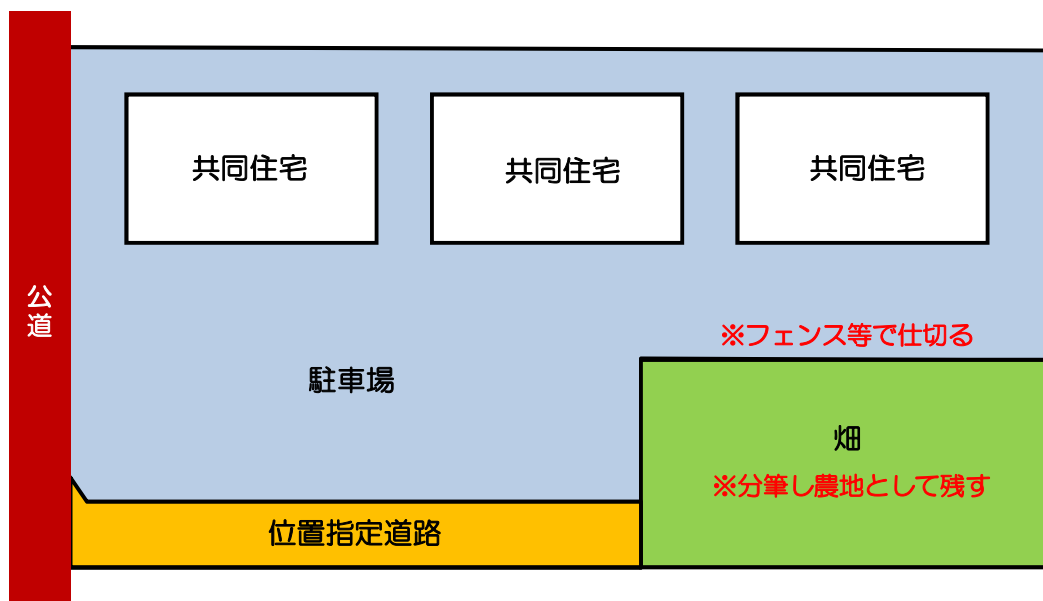 共同住宅
共同住宅
共同住宅
公道
※フェンス等で仕切る
駐車場
畑
※分筆し農地として残す
位置指定道路